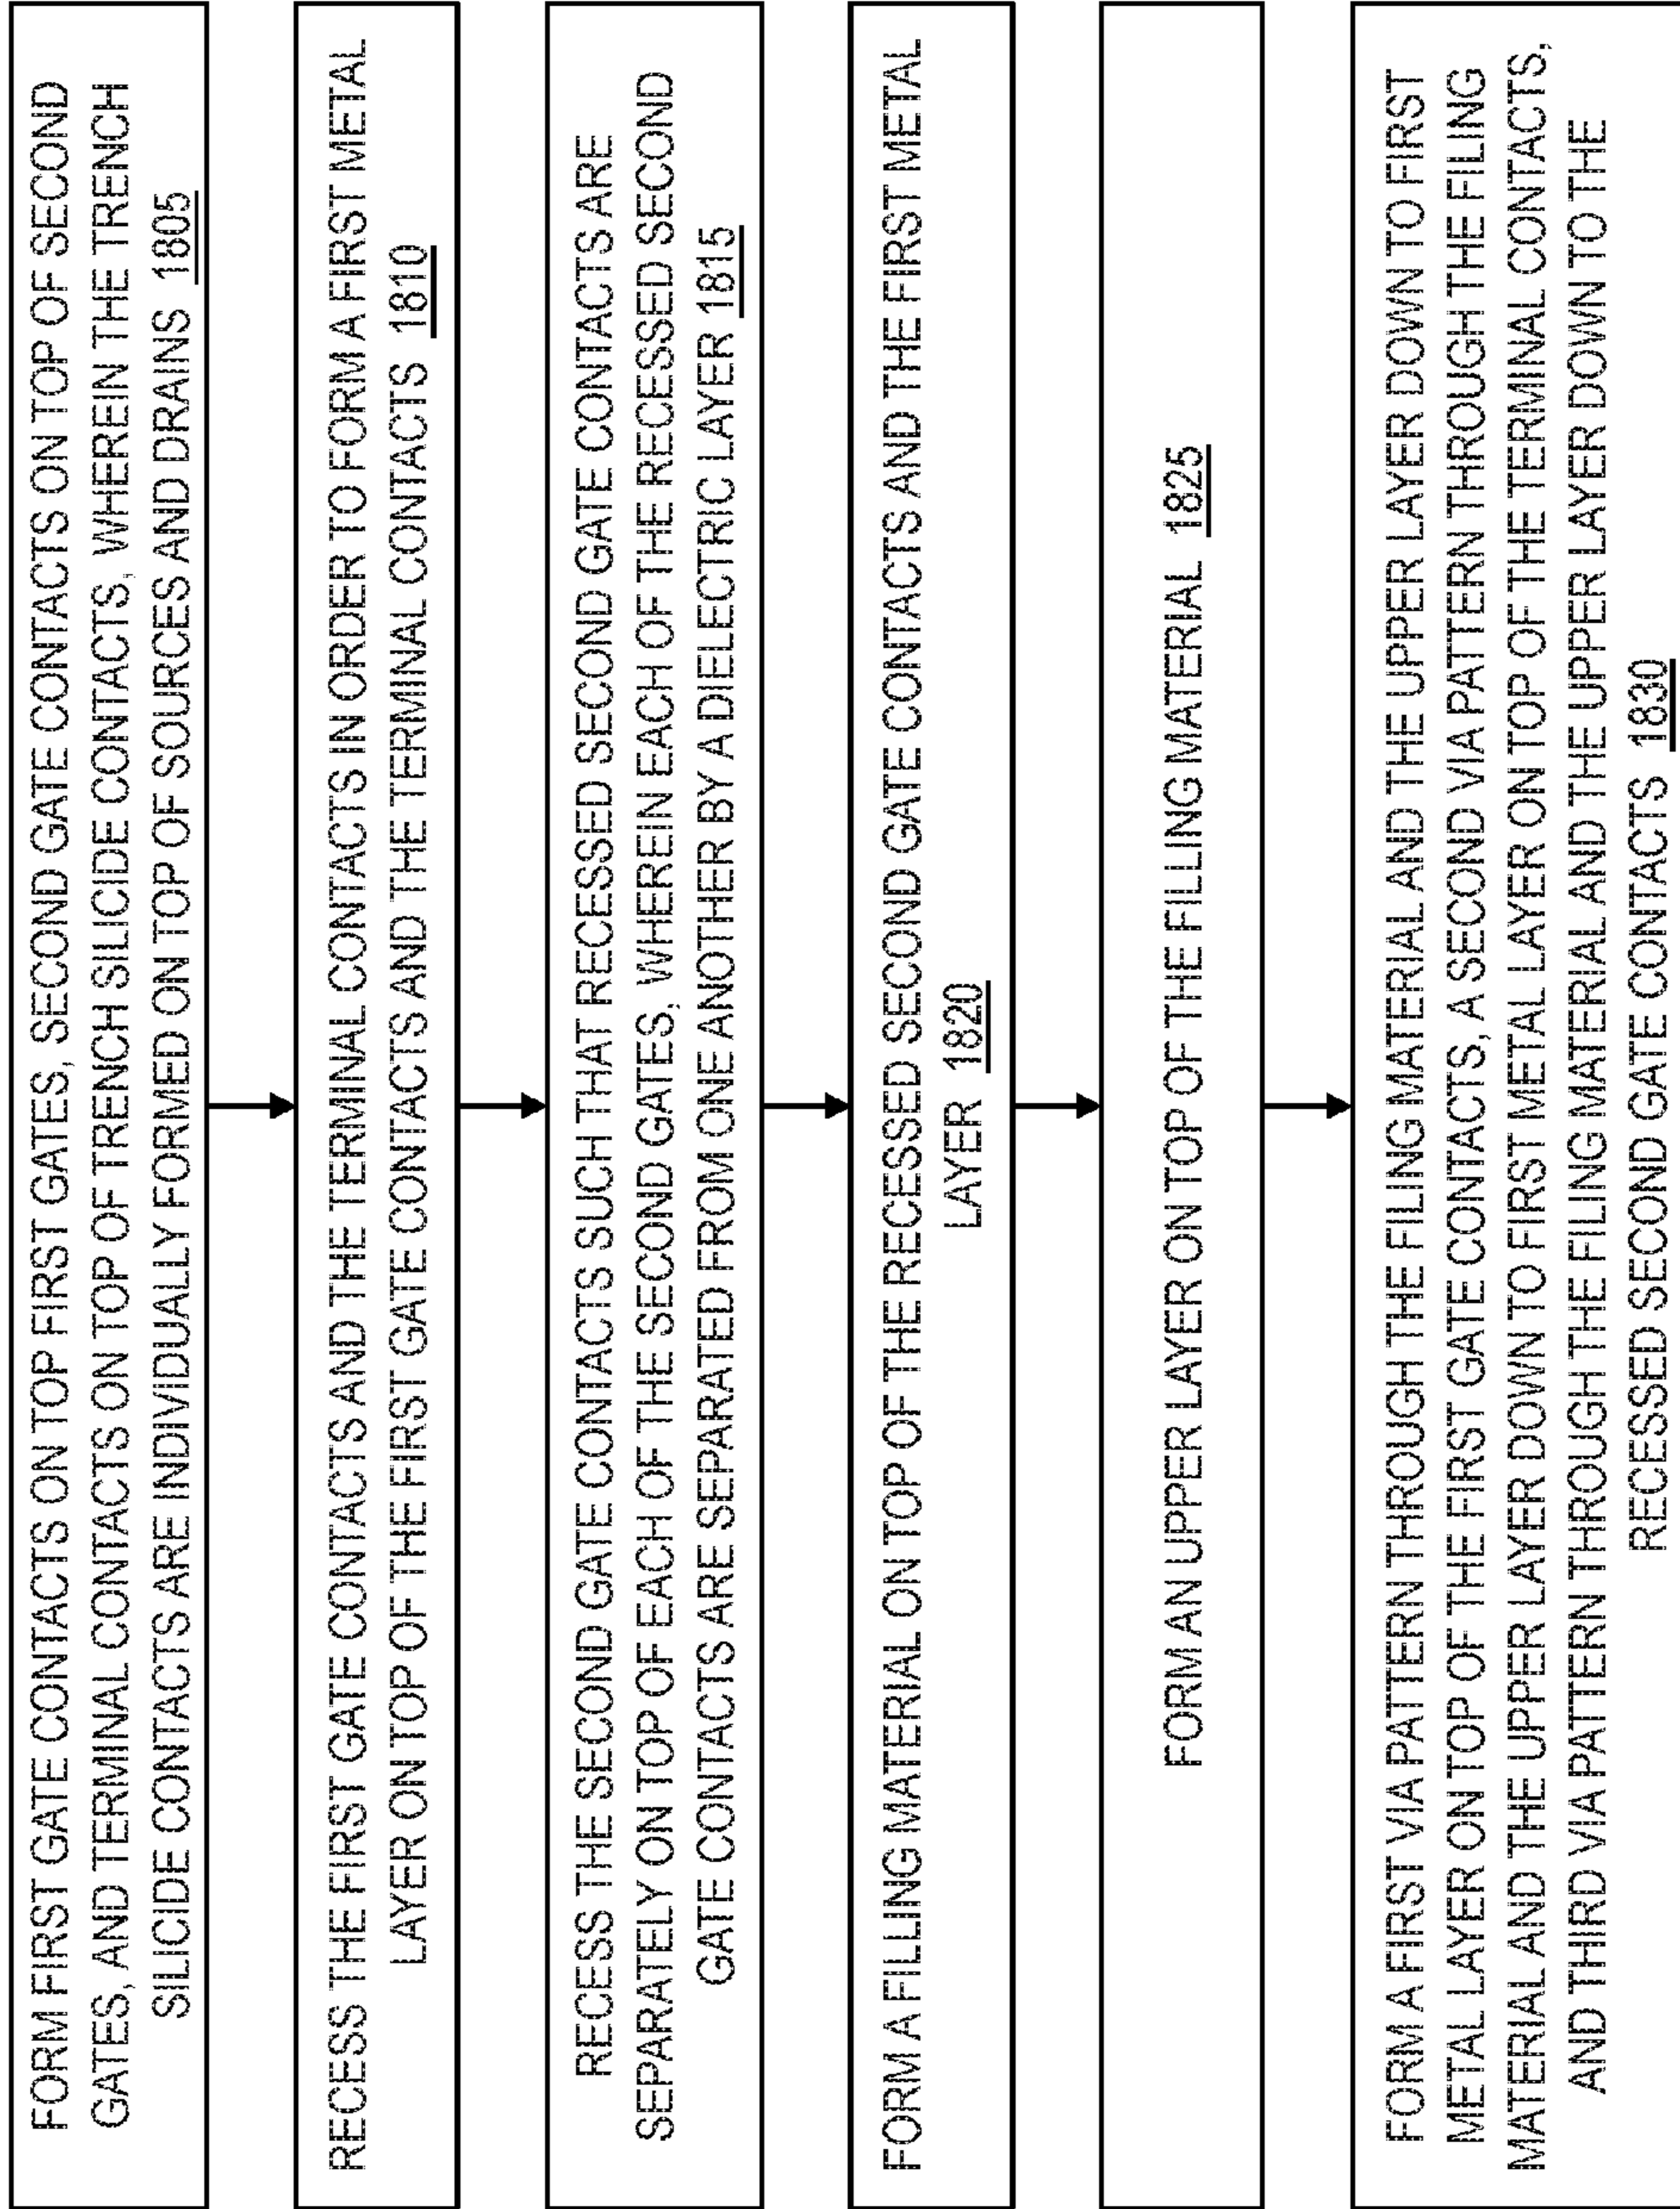 FORM FIRST GATE CONTACTS ON TOP FIRST GATES, SECOND GATE CONTACTS ON TOP OF SECOND
GATES, AND TERMINAL CONTACTS ON TOP OF TRENCH SILICIDE CONTACTS, WHEREIN THE TRENCH
SILICIDE CONTACTS ARE INDIVIDUALLY FORMED ON TOP OF SOURCES AND DRAINS 1805
RECESS THE FIRST GATE CONTACTS AND THE TERMINAL CONTACTS IN ORDER TO FORM A FIRST METAL
LAYER ON TOP OF THE FIRST GATE CONTACTS AND THE TERMINAL CONTACTS 1810
RECESS THE SECOND GATE CONTACTS SUCH THAT RECESSED SECOND GATE CONTACTS ARE
SEPARATELY ON TOP OF EACH OF THE SECOND GATES, WHEREIN EACH OF THE RECESSED SECOND
GATE CONTACTS ARE SEPARATED FROM ONE ANOTHER BY A DIELECTRIC LAYER 1815
FORM A FILLING MATERIAL ON TOP OF THE RECESSED SECOND GATE CONTACTS AND THE FIRST METAL
LAYER 1820
FORM AN UPPER LAYER ON TOP OF THE FILLING MATERIAL 1825
FORM A FIRST VIA PATTERN THROUGH THE FILING MATERIAL AND THE UPPER LAYER DOWN TO FIRST
METAL LAYER ON TOP OF THE FIRST GATE CONTACTS, A SECOND VIA PATTERN THROUGH THE FILING
MATERIAL AND THE UPPER LAYER DOWN TO FIRST METAL LAYER ON TOP OF THE TERMINAL CONTACTS,
AND THIRD VIA PATTERN THROUGH THE FILING MATERIAL AND THE UPPER LAYER DOWN TO THE
RECESSED SECOND GATE CONTACTS 1830